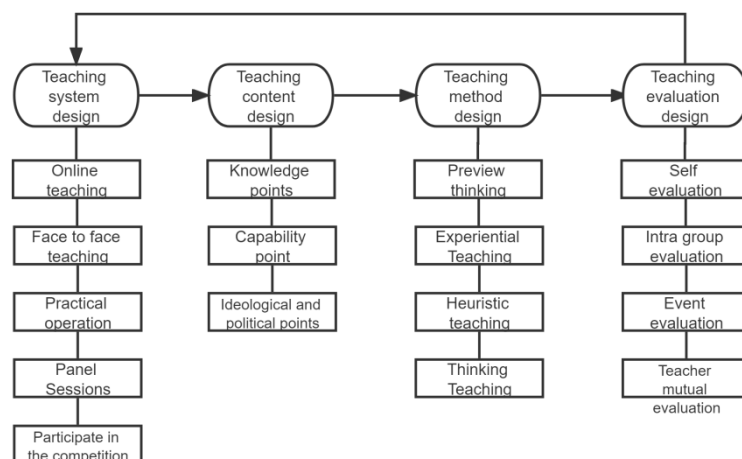 Teaching
system
design
Teaching
content
design
Teaching
method
design
Teaching
evaluation
design
Online
teaching
Face to face
teaching
Practical
operation
Panel
Sessions
Participate in
the competition
Knowledge
points
Capability
point
Ideological and
political points
Preview
thinking
Experiential
Teaching
Heuristic
teaching
Thinking
Teaching
Self
evaluation
Intra group
evaluation
Event
evaluation
Teacher
mutual
evaluation